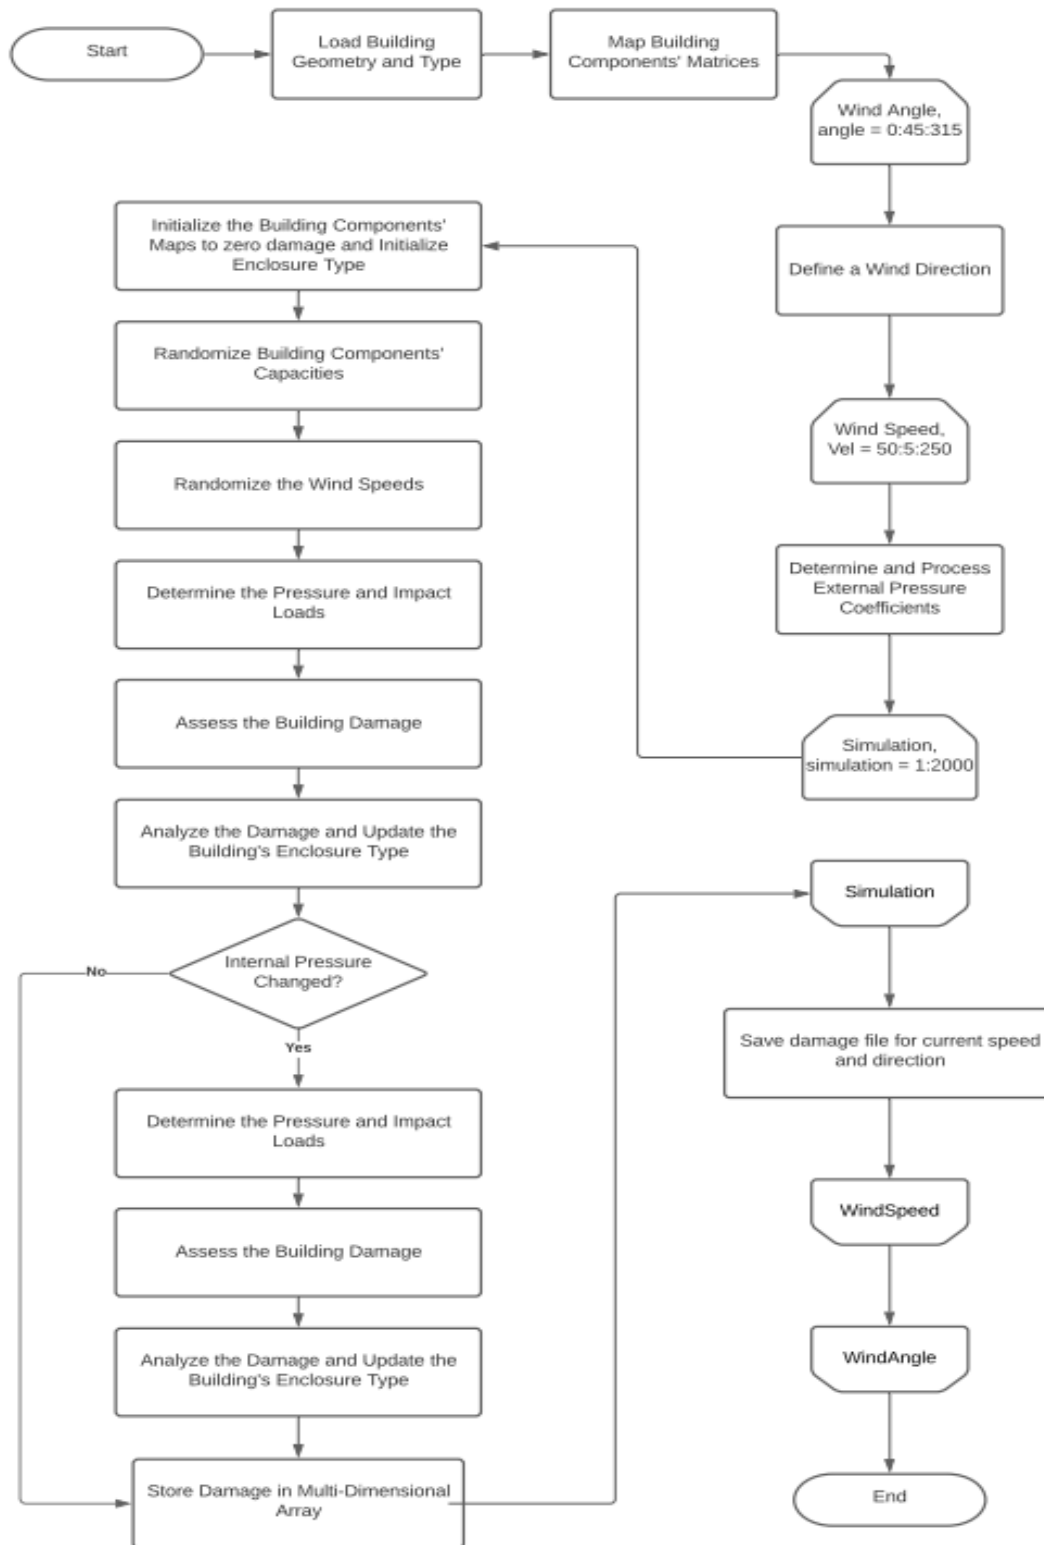 Start
Load Building
Geometry and Type
Map Building
Components' Matrices
Wind Angle,
angle = 0:45:315
Define a Wind Direction
Wind Speed,
Vel = 50:5:250
Determine and Process
External Pressure
Coefficients
Simulation,
simulation = 1:2000
Initialize the Building Components'
Maps to zero damage and Initialize
Enclosure Type
Randomize Building Components'
Capacities
Randomize the Wind Speeds
Determine the Pressure and Impact
Loads
Assess the Building Damage
Analyze the Damage and Update the
Building's Enclosure Type
Internal Pressure
Changed?
No
Yes
Determine the Pressure and Impact
Loads
Assess the Building Damage
Analyze the Damage and Update the
Building's Enclosure Type
Store Damage in Multi-Dimensional
Array
Simulation
Save damage file for current speed
and direction
WindSpeed
WindAngle
End